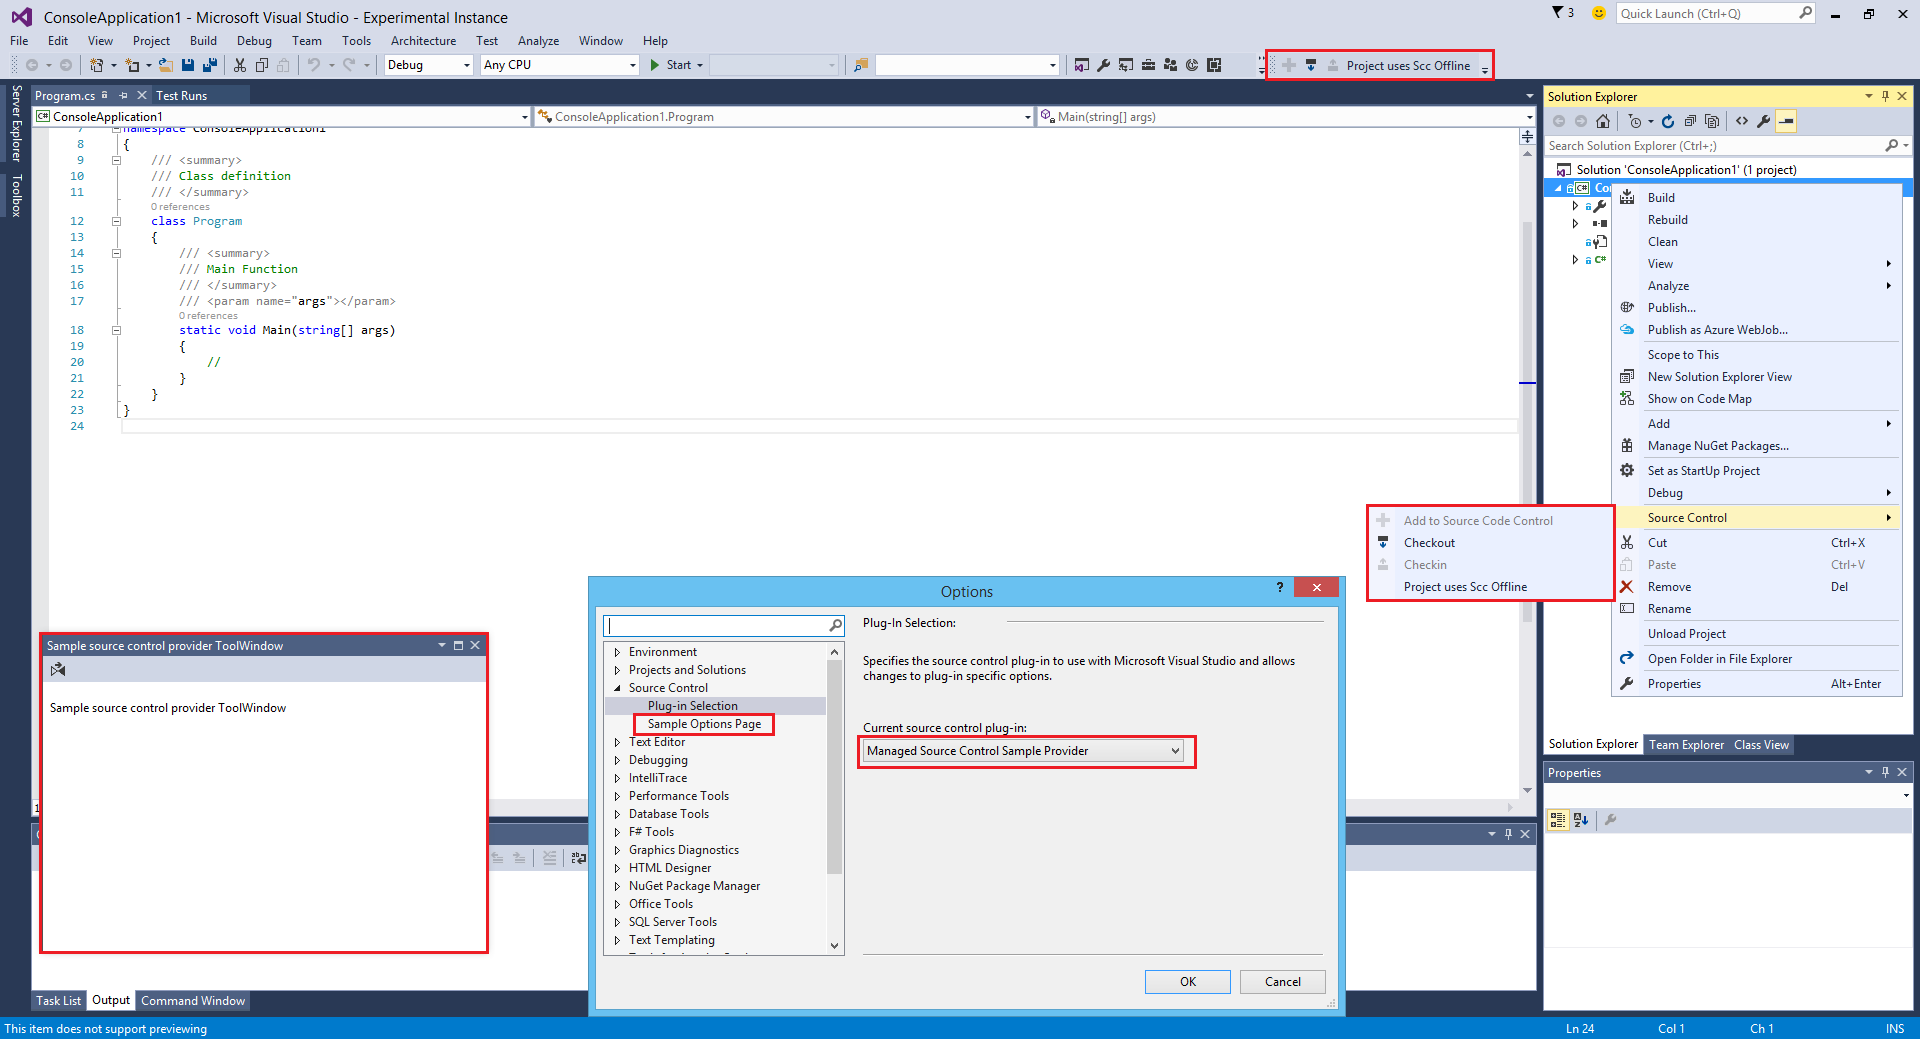 ConsoleApplication1 - Microsoft Visual Studio - Experimental Instance
3
Quick Launch (Ctrl+Q)
File Edit View Project Build Debug Team Tools Architecture Test Analyze Window Help
Debug Any CPU Start Project uses Scc Offline
Server Explorer
Toolbox
Program.cs Test Runs
ConsoleApplication1 ConsoleApplication1.Program Main(string[] args)
7 namespace ConsoleApplication1
8 {
9 /// <summary>
10 /// Class definition
11 /// </summary>
0 references
12 class Program
13 {
14 /// <summary>
15 /// Main Function
16 /// </summary>
17 /// <param name="args"></param>
0 references
18 static void Main(string[] args)
19 {
20 //
21 }
22 }
23 }
24
Solution Explorer
Search Solution Explorer (Ctrl+;)
Solution 'ConsoleApplication1' (1 project)
C#
C#
Build
Rebuild
Clean
View
Analyze
Publish...
Publish as Azure WebJob...
Scope to This
New Solution Explorer View
Show on Code Map
Add
Manage NuGet Packages...
Set as StartUp Project
Debug
Source Control
Cut Ctrl+X
Paste Ctrl+V
Remove Del
Rename
Unload Project
Open Folder in File Explorer
Properties Alt+Enter
Add to Source Code Control
Checkout
Checkin
Project uses Scc Offline
Solution Explorer Team Explorer Class View
Properties
Options
?
Environment
Projects and Solutions
Source Control
Plug-in Selection
Sample Options Page
Text Editor
Debugging
IntelliTrace
Performance Tools
Database Tools
F# Tools
Graphics Diagnostics
HTML Designer
NuGet Package Manager
Office Tools
SQL Server Tools
Text Templating
Plug-In Selection:
Specifies the source control plug-in to use with Microsoft Visual Studio and allows
changes to plug-in specific options.
Current source control plug-in:
Managed Source Control Sample Provider
OK Cancel
Sample source control provider ToolWindow
Sample source control provider ToolWindow
Task List Output Command Window
This item does not support previewing
Ln 24 Col 1 Ch 1 INS